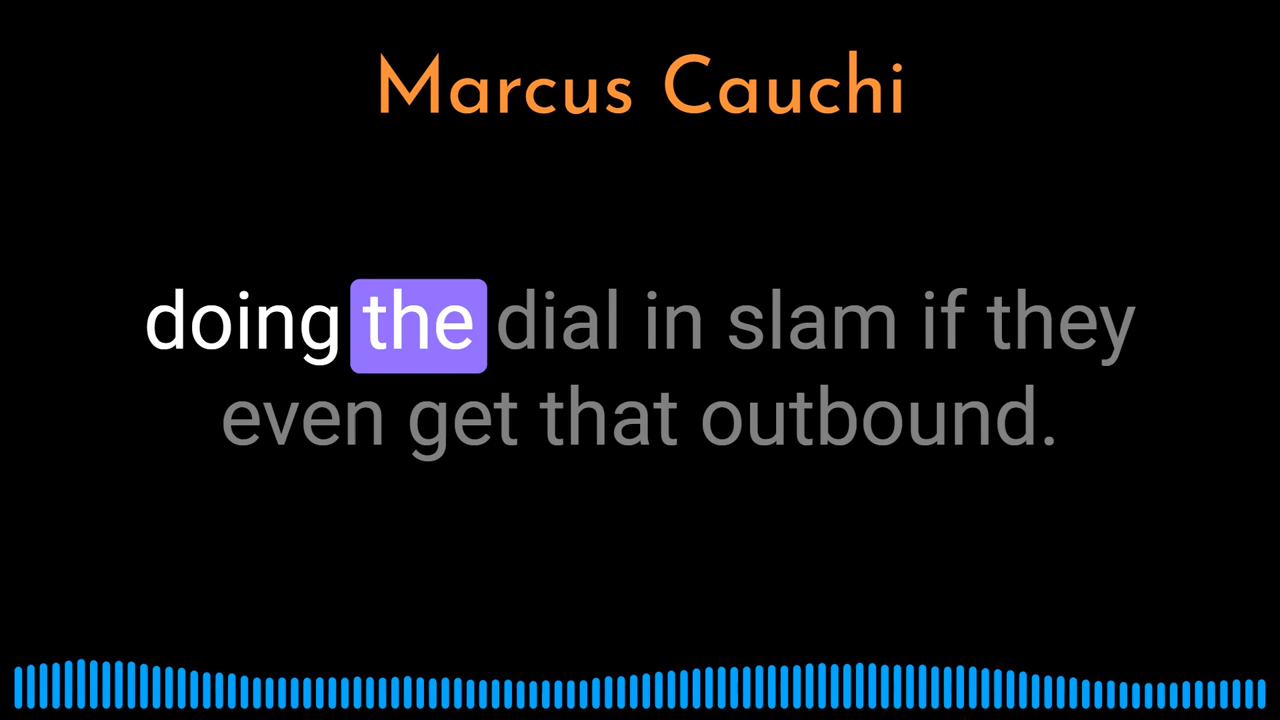 Marcus Cauchi
doing the dial in slam if they
even get that outbound.